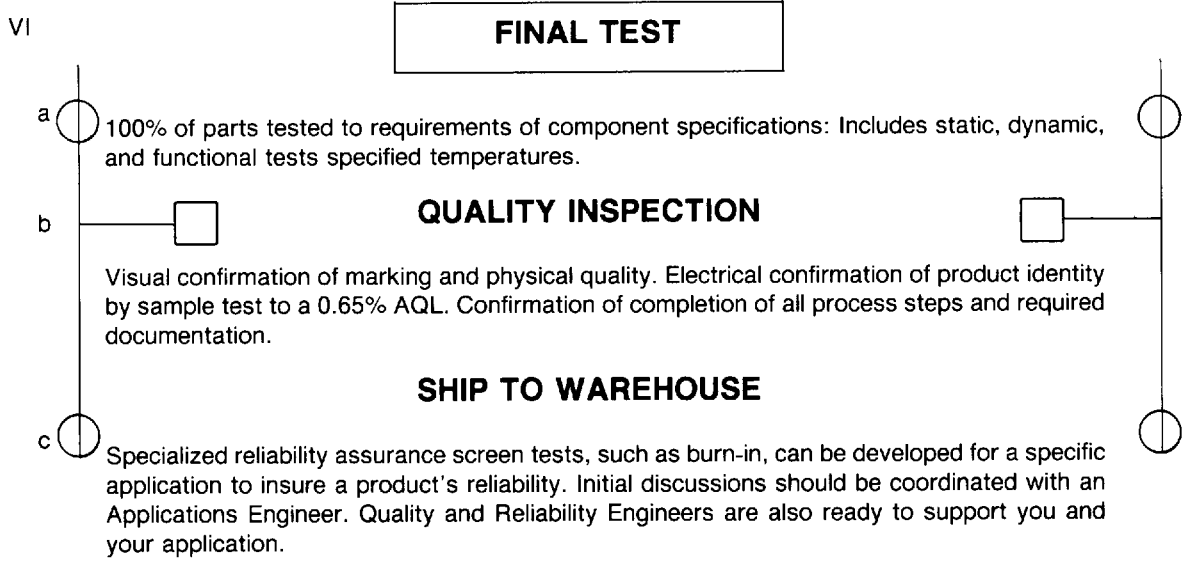 VI
FINAL TEST
a
100% of parts tested to requirements of component specifications: Includes static, dynamic,
and functional tests specified temperatures.
b
QUALITY INSPECTION
Visual confirmation of marking and physical quality. Electrical confirmation of product identity
by sample test to a 0.65% AQL. Confirmation of completion of all process steps and required
documentation.
SHIP TO WAREHOUSE
c
Specialized reliability assurance screen tests, such as burn-in, can be developed for a specific
application to insure a product's reliability. Initial discussions should be coordinated with an
Applications Engineer. Quality and Reliability Engineers are also ready to support you and
your application.